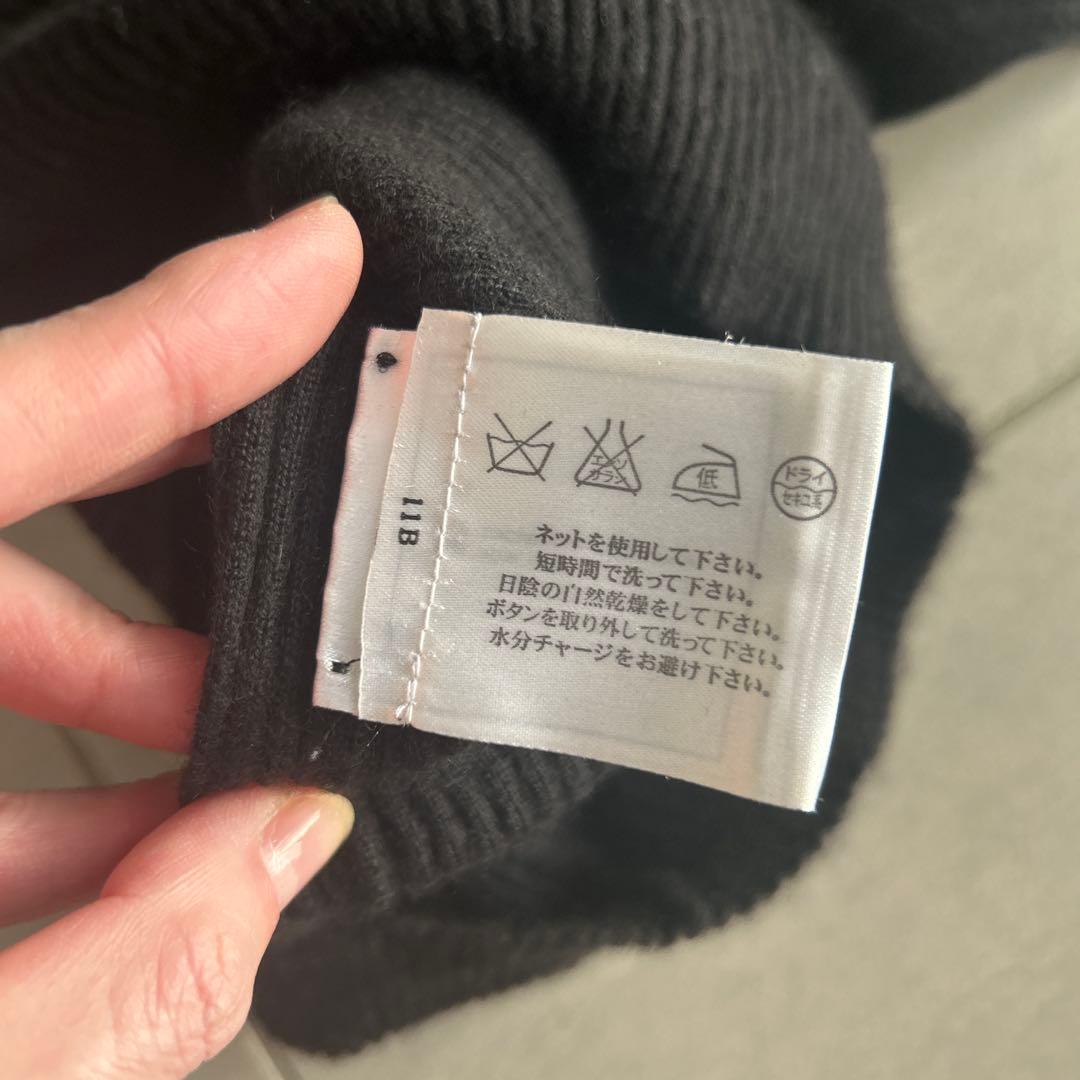 11B
エンソ
サラシ
低
ドライ
セキユ系
ネットを使用して下さい。
短時間で洗って下さい。
日陰の自然乾燥をして下さい。
ボタンを取り外して洗って下さい。
水分チャージをお避け下さい。